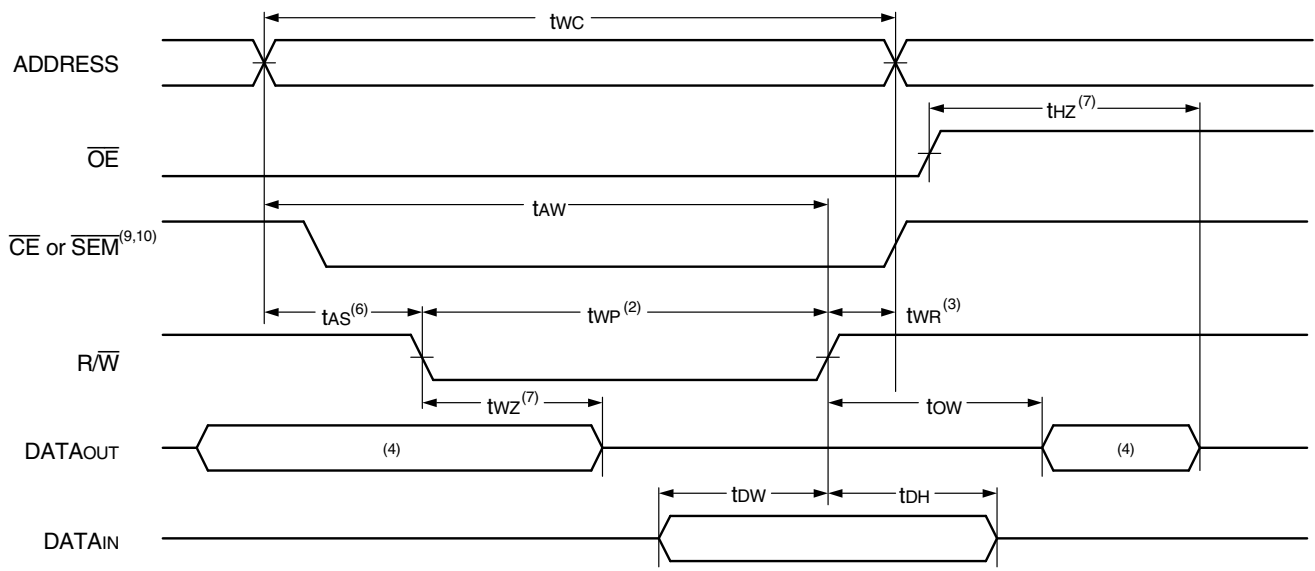 tWC
ADDRESS
tHZ(7)
OE
tAW
CE or SEM(9,10)
tAS(6) tWP(2) tWR(3)
R/W
tWZ(7) tOW
DATAOUT (4) (4)
tDW tDH
DATAIN